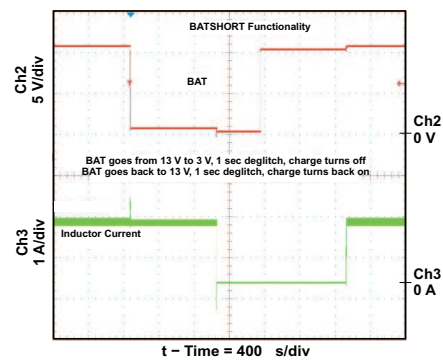 BATSHORT Functionality
Ch2
5 V/div
BAT
Ch2
0 V
BAT goes from 13 V to 3 V, 1 sec deglitch, charge turns off
BAT goes back to 13 V, 1 sec deglitch, charge turns back on
Ch3
1 A/div
Inductor Current
Ch3
0 A
t − Time = 400 s/div